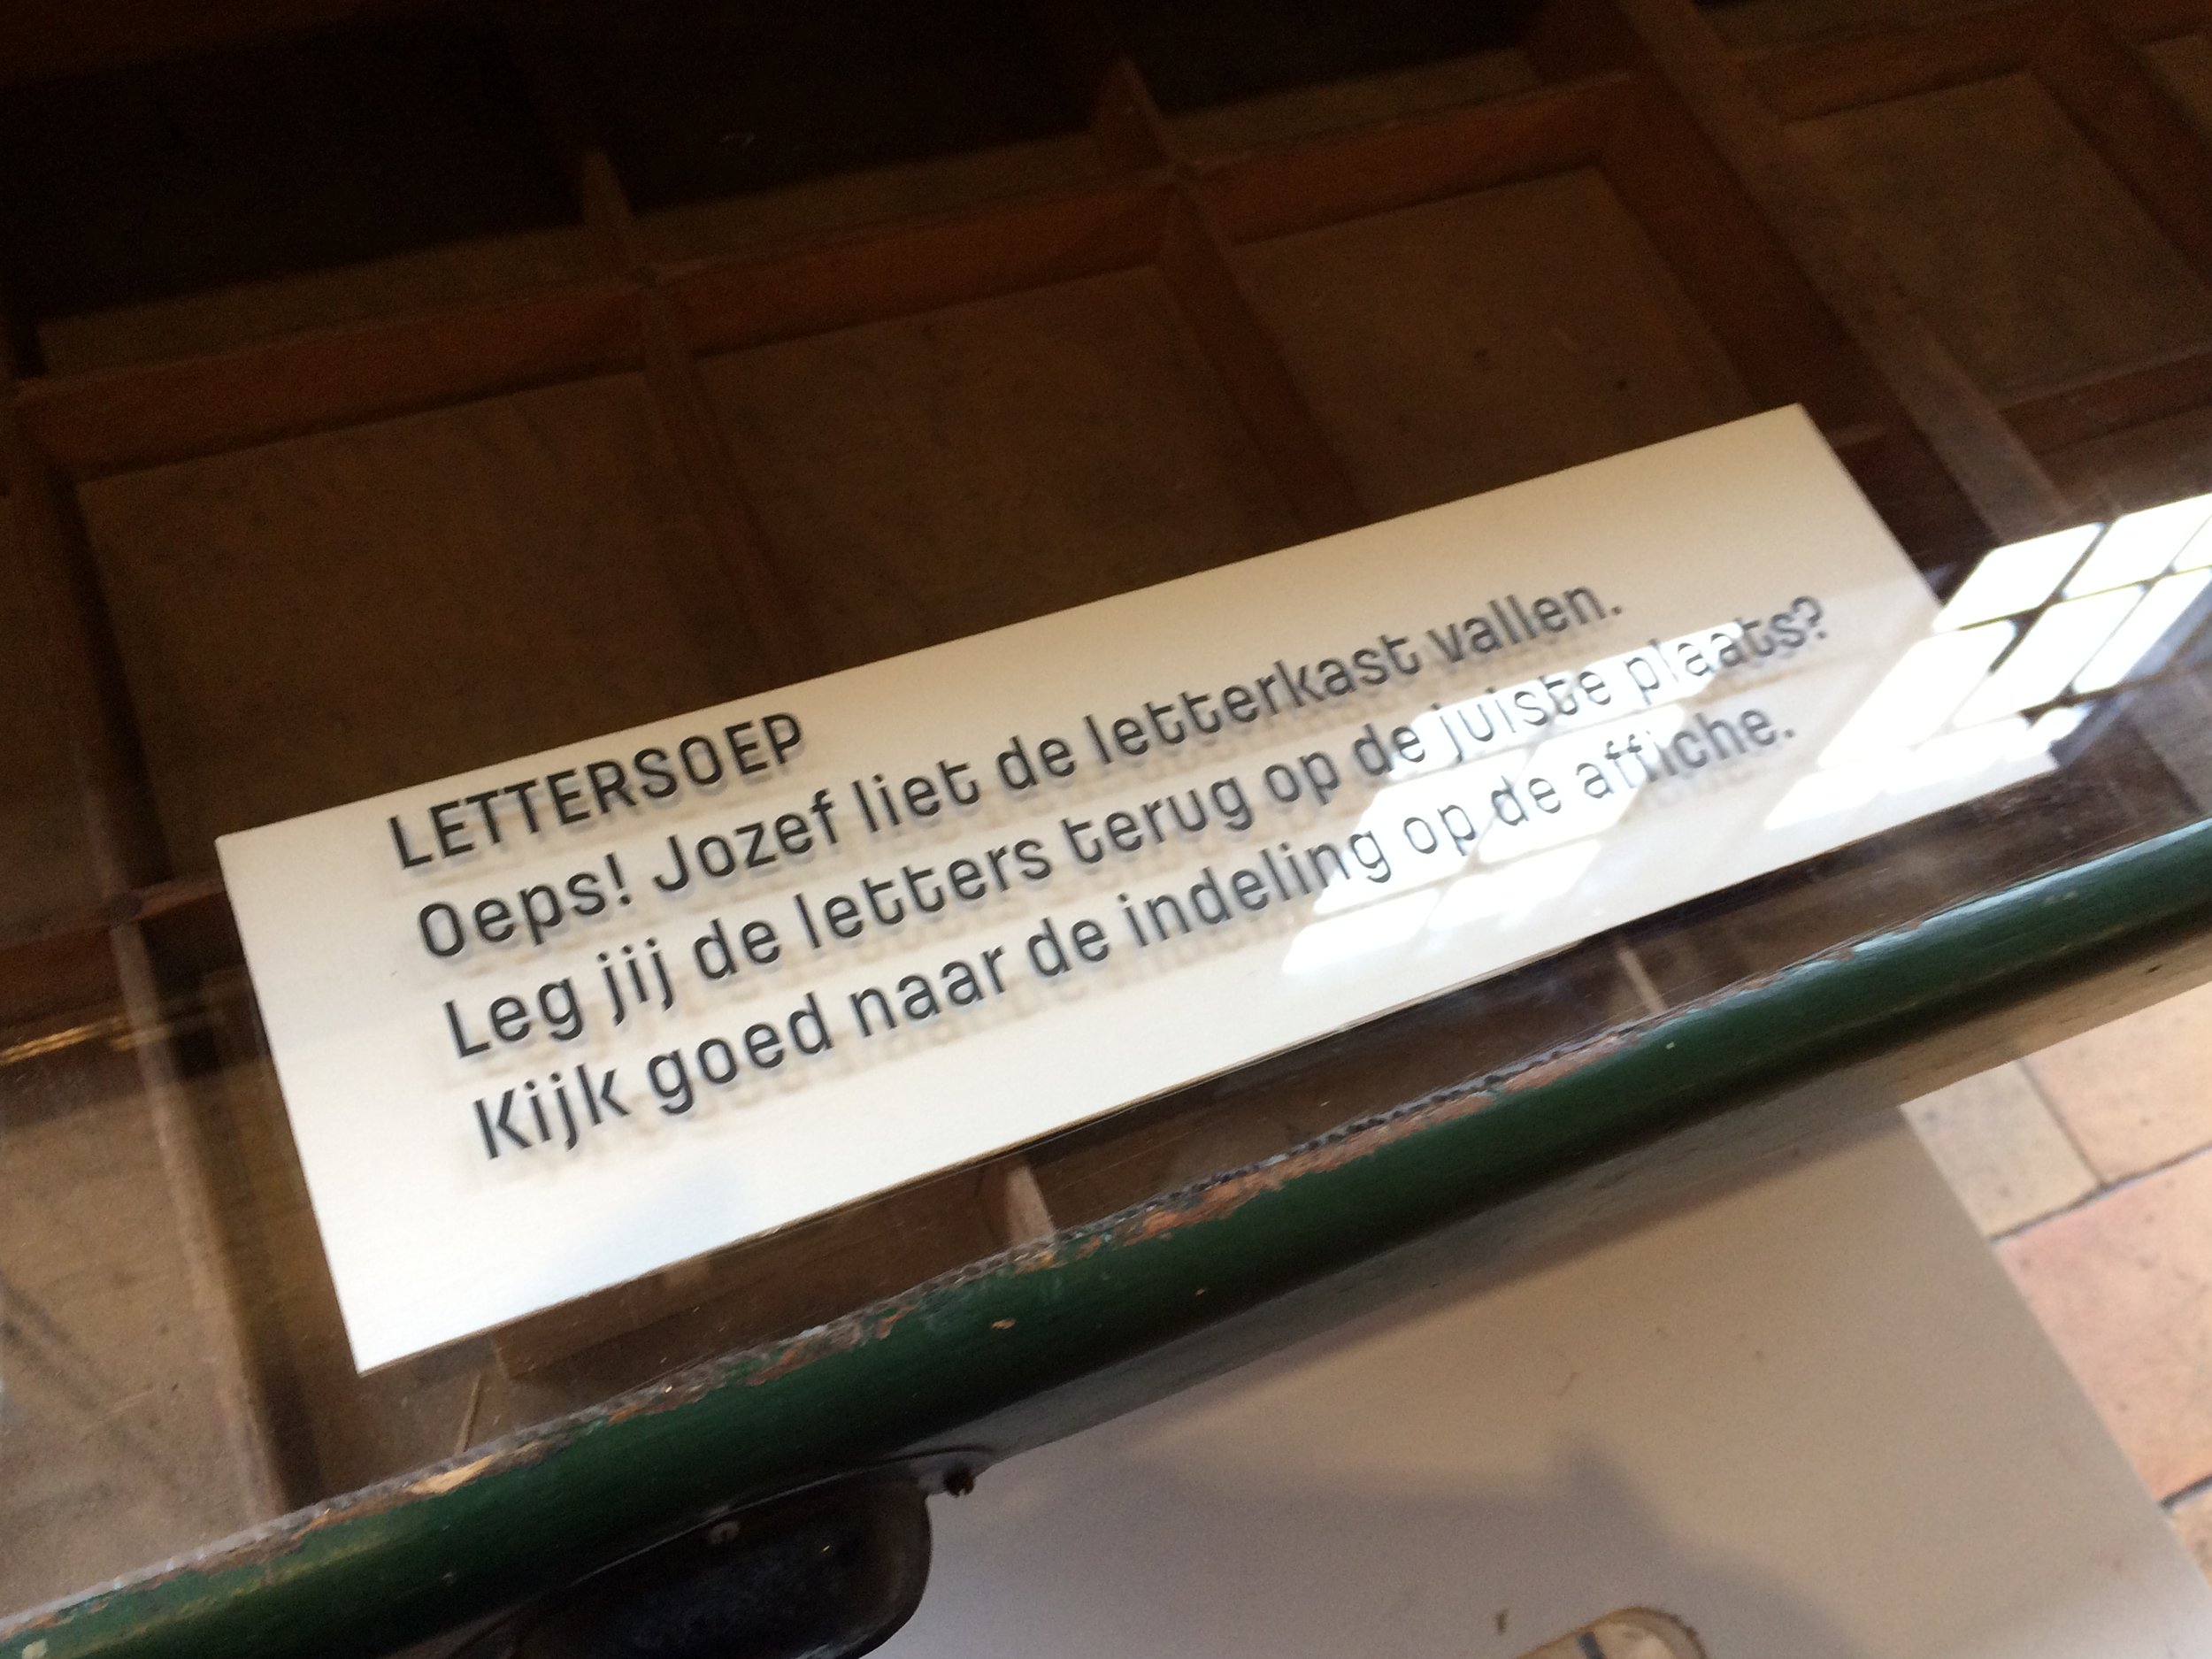 LETTERSOEP
Oeps! Jozef liet de letterkast vallen.
Leg jij de letters terug op de juiste plaats?
Kijk goed naar de indeling op de affiche.